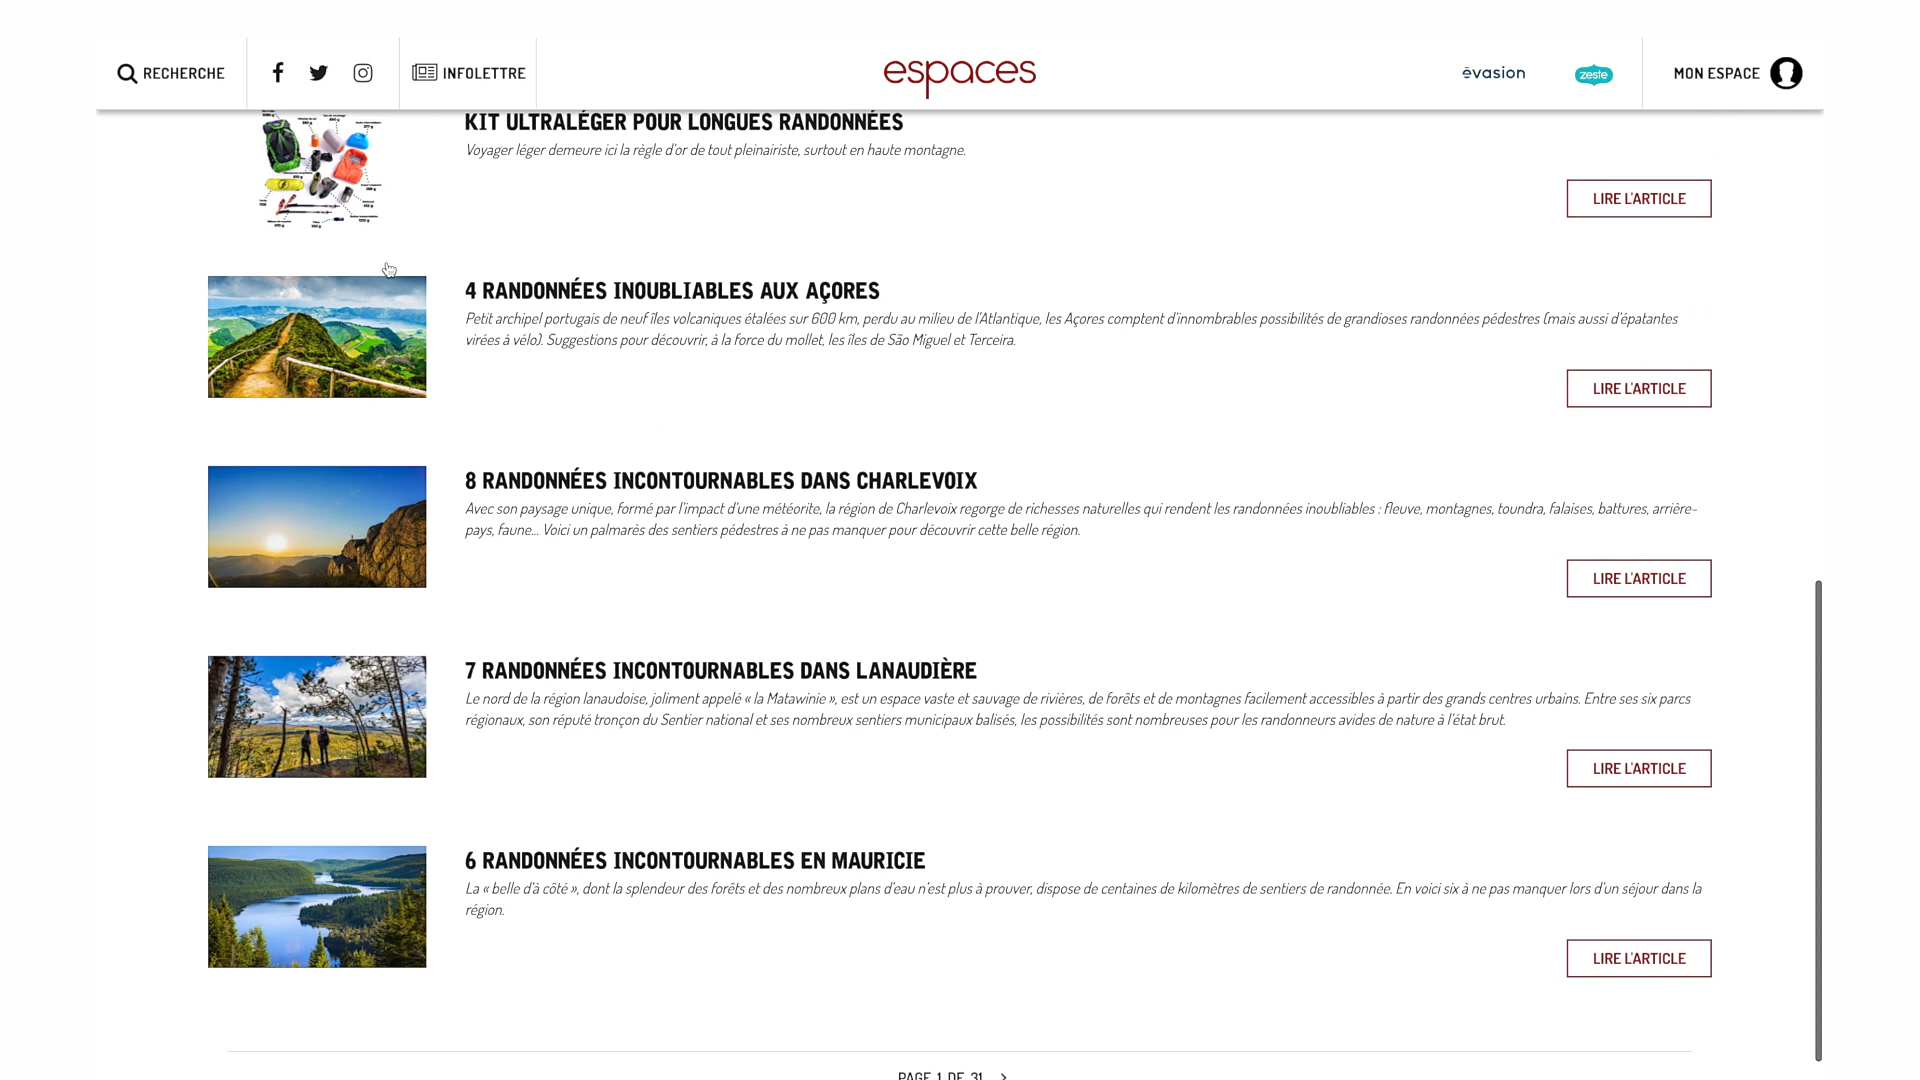 RECHERCHE
INFOLETTRE
espaces
évasion
zeste
MON ESPACE
KIT ULTRALÉGER POUR LONGUES RANDONNÉES
Voyager léger demeure ici la règle d'or de tout pleinairiste, surtout en haute montagne.
LIRE L'ARTICLE
4 RANDONNÉES INOUBLIABLES AUX AÇORES
Petit archipel portugais de neuf îles volcaniques étalées sur 600 km, perdu au milieu de l'Atlantique, les Açores comptent d'innombrables possibilités de grandioses randonnées pédestres (mais aussi d'épatantes
virées à vélo). Suggestions pour découvrir, à la force du mollet, les îles de São Miguel et Terceira.
LIRE L'ARTICLE
8 RANDONNÉES INCONTOURNABLES DANS CHARLEVOIX
Avec son paysage unique, formé par l'impact d'une météorite, la région de Charlevoix regorge de richesses naturelles qui rendent les randonnées inoubliables : fleuve, montagnes, toundra, falaises, battures, arrière-
pays, faune... Voici un palmarès des sentiers pédestres à ne pas manquer pour découvrir cette belle région.
LIRE L'ARTICLE
7 RANDONNÉES INCONTOURNABLES DANS LANAUDIÈRE
Le nord de la région lanaudoise, joliment appelé « la Matawinie », est un espace vaste et sauvage de rivières, de forêts et de montagnes facilement accessibles à partir des grands centres urbains. Entre ses six parcs
régionaux, son réputé tronçon du Sentier national et ses nombreux sentiers municipaux balisés, les possibilités sont nombreuses pour les randonneurs avides de nature à l'état brut.
LIRE L'ARTICLE
6 RANDONNÉES INCONTOURNABLES EN MAURICIE
La « belle d'à côté », dont la splendeur des forêts et des nombreux plans d'eau n'est plus à prouver, dispose de centaines de kilomètres de sentiers de randonnée. En voici six à ne pas manquer lors d'un séjour dans la
région.
LIRE L'ARTICLE
PAGE 1 DE 31 >